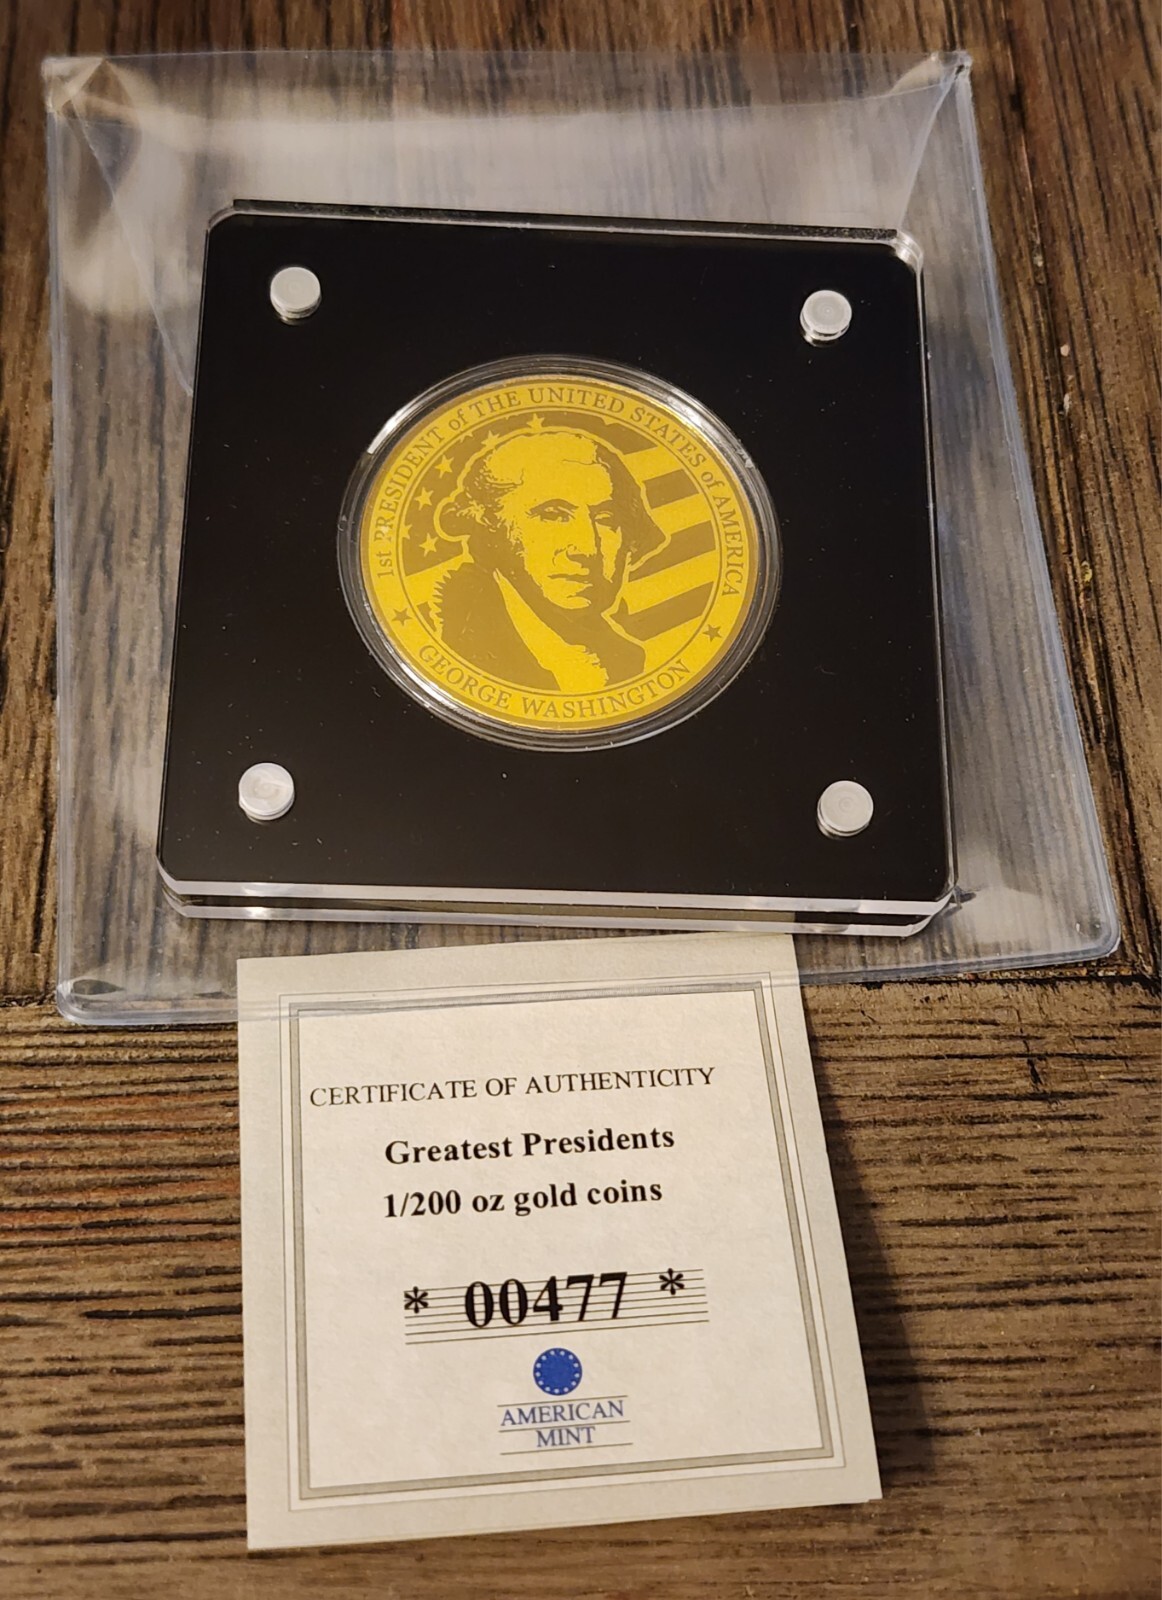 1st PRESIDENT of THE UNITED STATES of AMERICA
GEORGE WASHINGTON
CERTIFICATE OF AUTHENTICITY
Greatest Presidents
1/200 oz gold coins
* 00477 *
AMERICAN
MINT